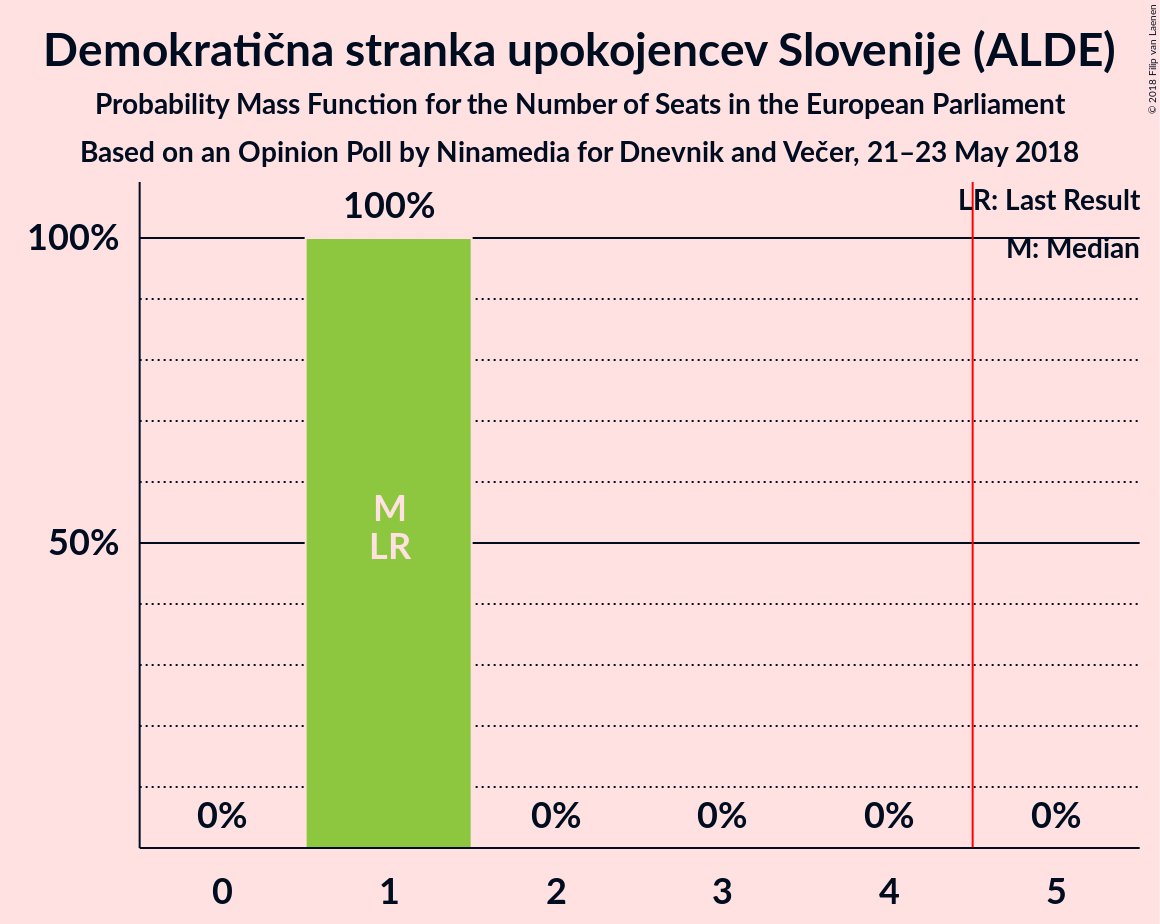 Demokratična stranka upokojencev Slovenije (ALDE)
Probability Mass Function for the Number of Seats in the European Parliament
Based on an Opinion Poll by Ninamedia for Dnevnik and Večer, 21–23 May 2018
© 2018 Filip van Laenen
LR: Last Result
M: Median
100%
50%
100%
M
LR
0%
0%
0%
0%
0%
0
1
2
3
4
5